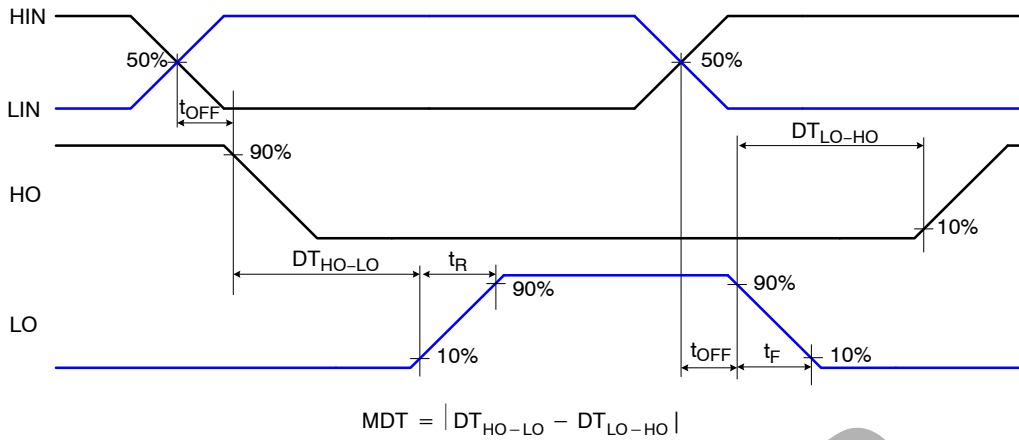 HIN
50%
50%
LIN
tOFF
DTLO–HO
90%
HO
10%
DTHO–LO
tR
90%
90%
LO
10%
tOFF
tF
10%
MDT = |DTHO–LO – DTLO–HO|